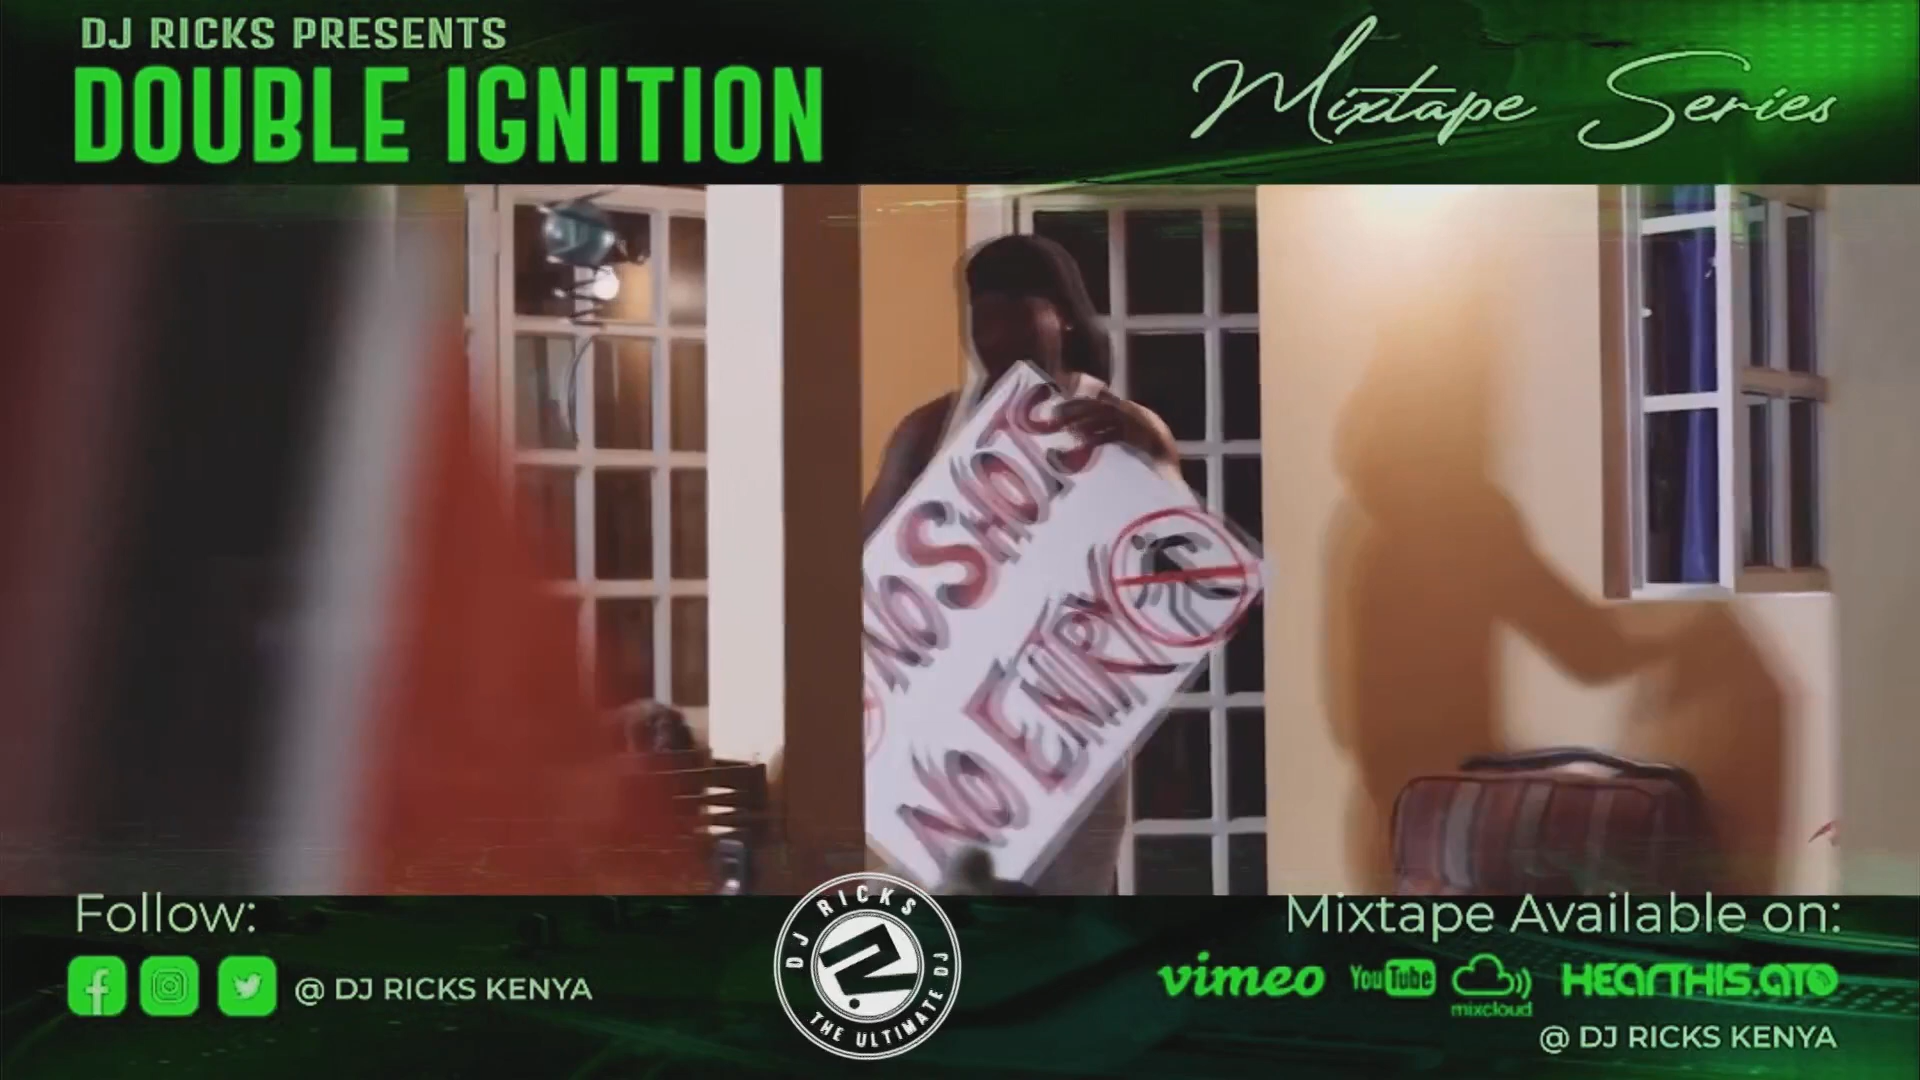 DJ RICKS PRESENTS
DOUBLE IGNITION
Mixtape Series
NO SHOTS
NO ENTRY
Follow:
@ DJ RICKS KENYA
DJ RICKS
THE ULTIMATE DJ
Mixtape Available on:
vimeo YouTube mixcloud HEARTHIS.ATO
@ DJ RICKS KENYA